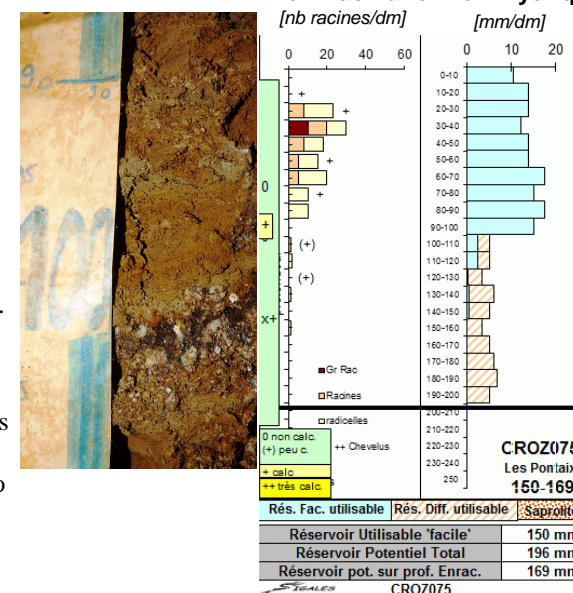 [nb racines/dm]
[mm/dm]
0 20 40 60
0 10 20
0-10
10-20
20-30
30-40
40-50
50-60
60-70
70-80
80-90
90-100
100-110
110-120
120-130
130-140
140-150
150-160
160-170
170-180
180-190
190-200
200-210
210-220
220-230
230-240
250
+
+
+
+
(+)
(+)
0
+
x+
100
Gr Rac
Racines
radicelles
++ Chevelus
0 non calc.
(+) peu c.
+ calc
++ très calc.
CROZ075
Les Pontaix
150-169
Rés. Fac. utilisable Rés. Diff. utilisable Saprolite
Réservoir Utilisable 'facile' 150 mm
Réservoir Potentiel Total 196 mm
Réservoir pot. sur prof. Enrac. 169 mm
SIGALES CROZ075